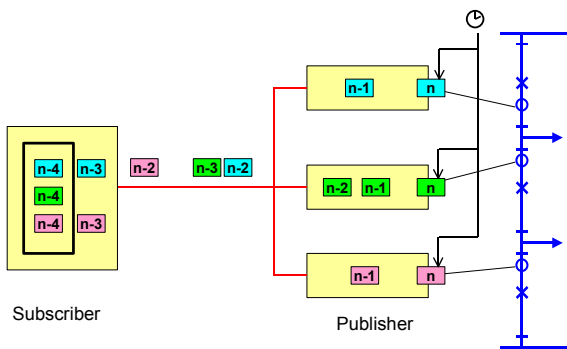 n-1 n
n-4 n-3 n-2 n-3 n-2
n-4 n-2 n-1 n
n-4 n-3
n-1 n
Subscriber
Publisher